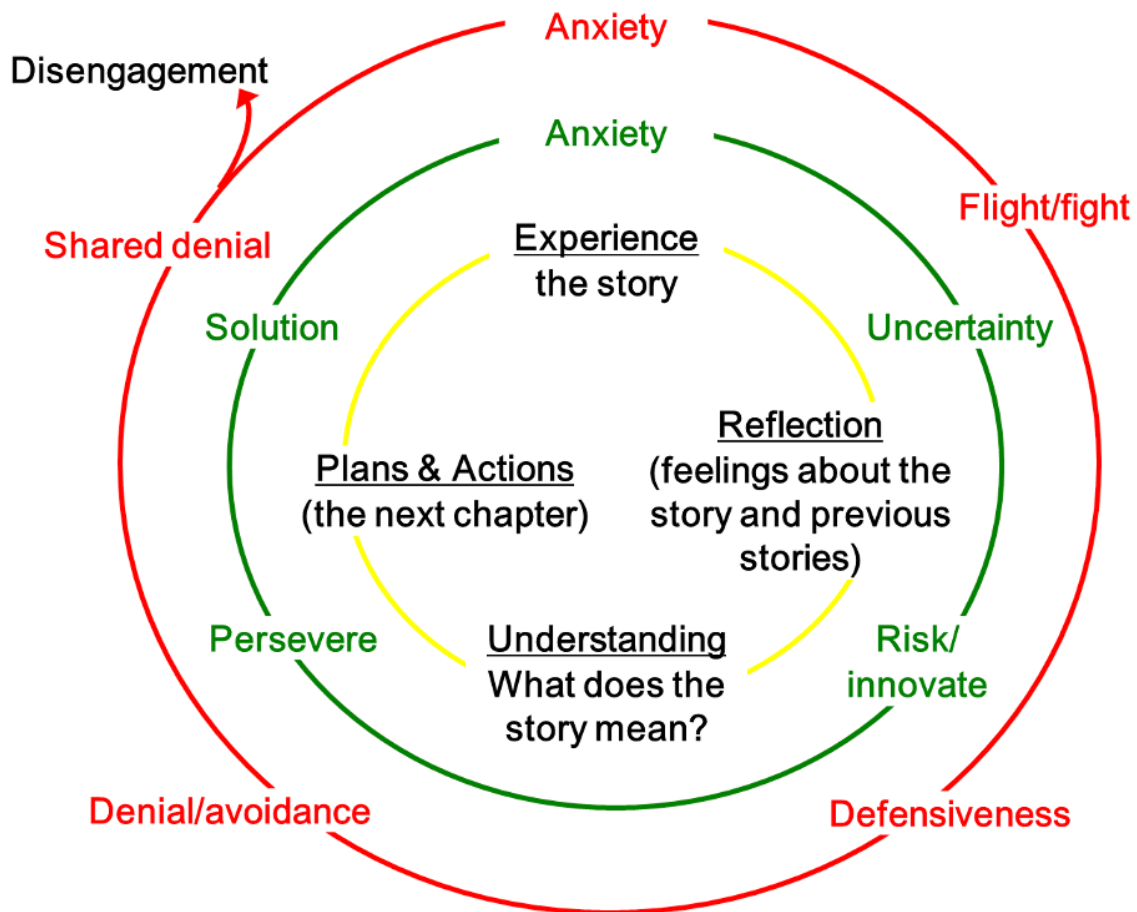 Anxiety
Disengagement
Anxiety
Flight/fight
Shared denial
Experience
the story
Solution
Uncertainty
Reflection
(feelings about the
story and previous
stories)
Plans & Actions
(the next chapter)
Persevere
Understanding
What does the
story mean?
Risk/
innovate
Denial/avoidance
Defensiveness